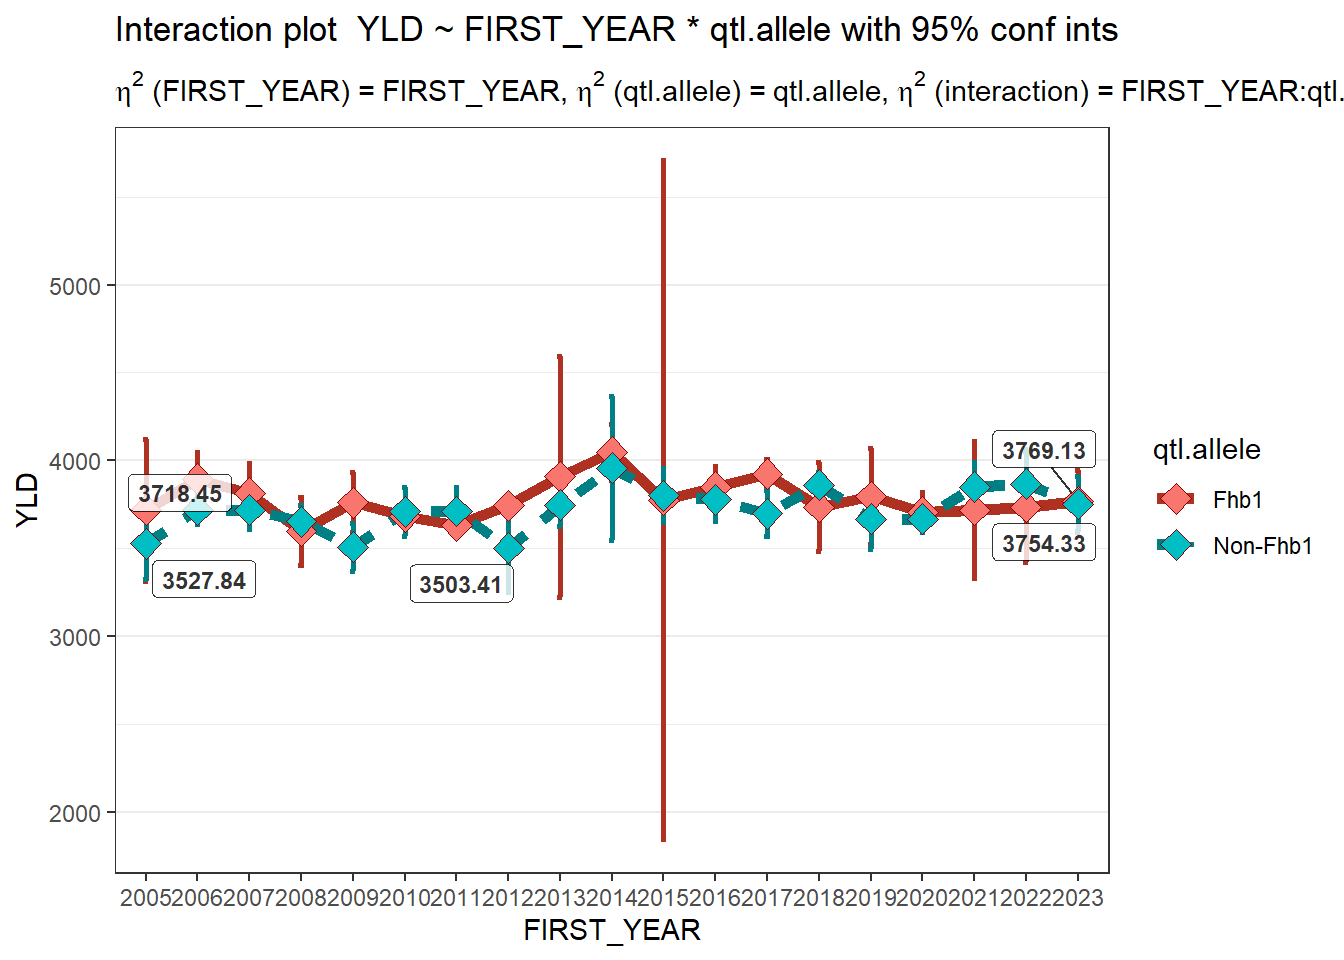 Interaction plot  YLD ~ FIRST_YEAR * qtl.allele with 95% conf ints
η² (FIRST_YEAR) = FIRST_YEAR, η² (qtl.allele) = qtl.allele, η² (interaction) = FIRST_YEAR:qtl.
YLD
5000
4000
3000
2000
3718.45
3527.84
3503.41
3769.13
3754.33
qtl.allele
Fhb1
Non-Fhb1
2005 2006 2007 2008 2009 2010 2011 2012 2013 2014 2015 2016 2017 2018 2019 2020 2021 2022 2023
FIRST_YEAR